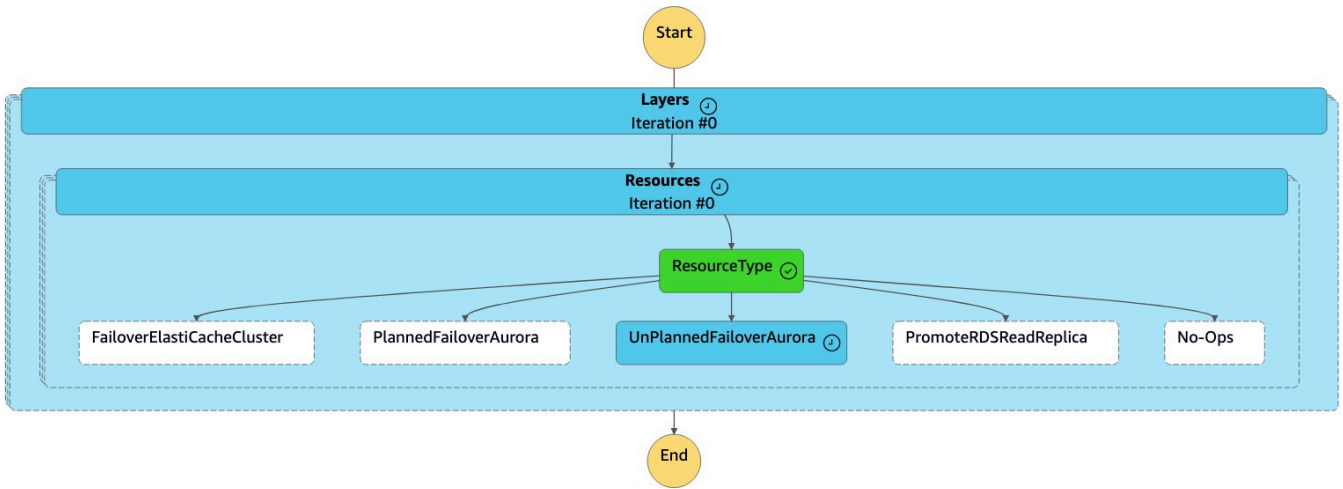 Start
Layers
Iteration #0
Resources
Iteration #0
ResourceType
FailoverElastiCacheCluster
PlannedFailoverAurora
UnPlannedFailoverAurora
PromoteRDSReadReplica
No-Ops
End